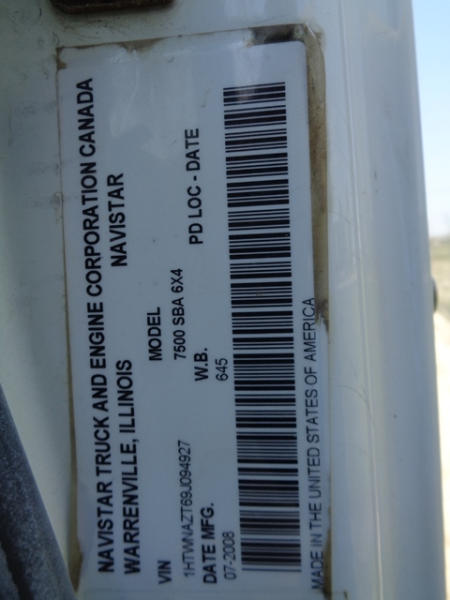 NAVISTAR TRUCK AND ENGINE CORPORATION CANADA
WARRENVILLE, ILLINOIS NAVISTAR
VIN MODEL
1HTWNAZT69J094927 7500 SBA 6X4
DATE MFG. W.B. PD LOC - DATE
07-2008 645
MADE IN THE UNITED STATES OF AMERICA